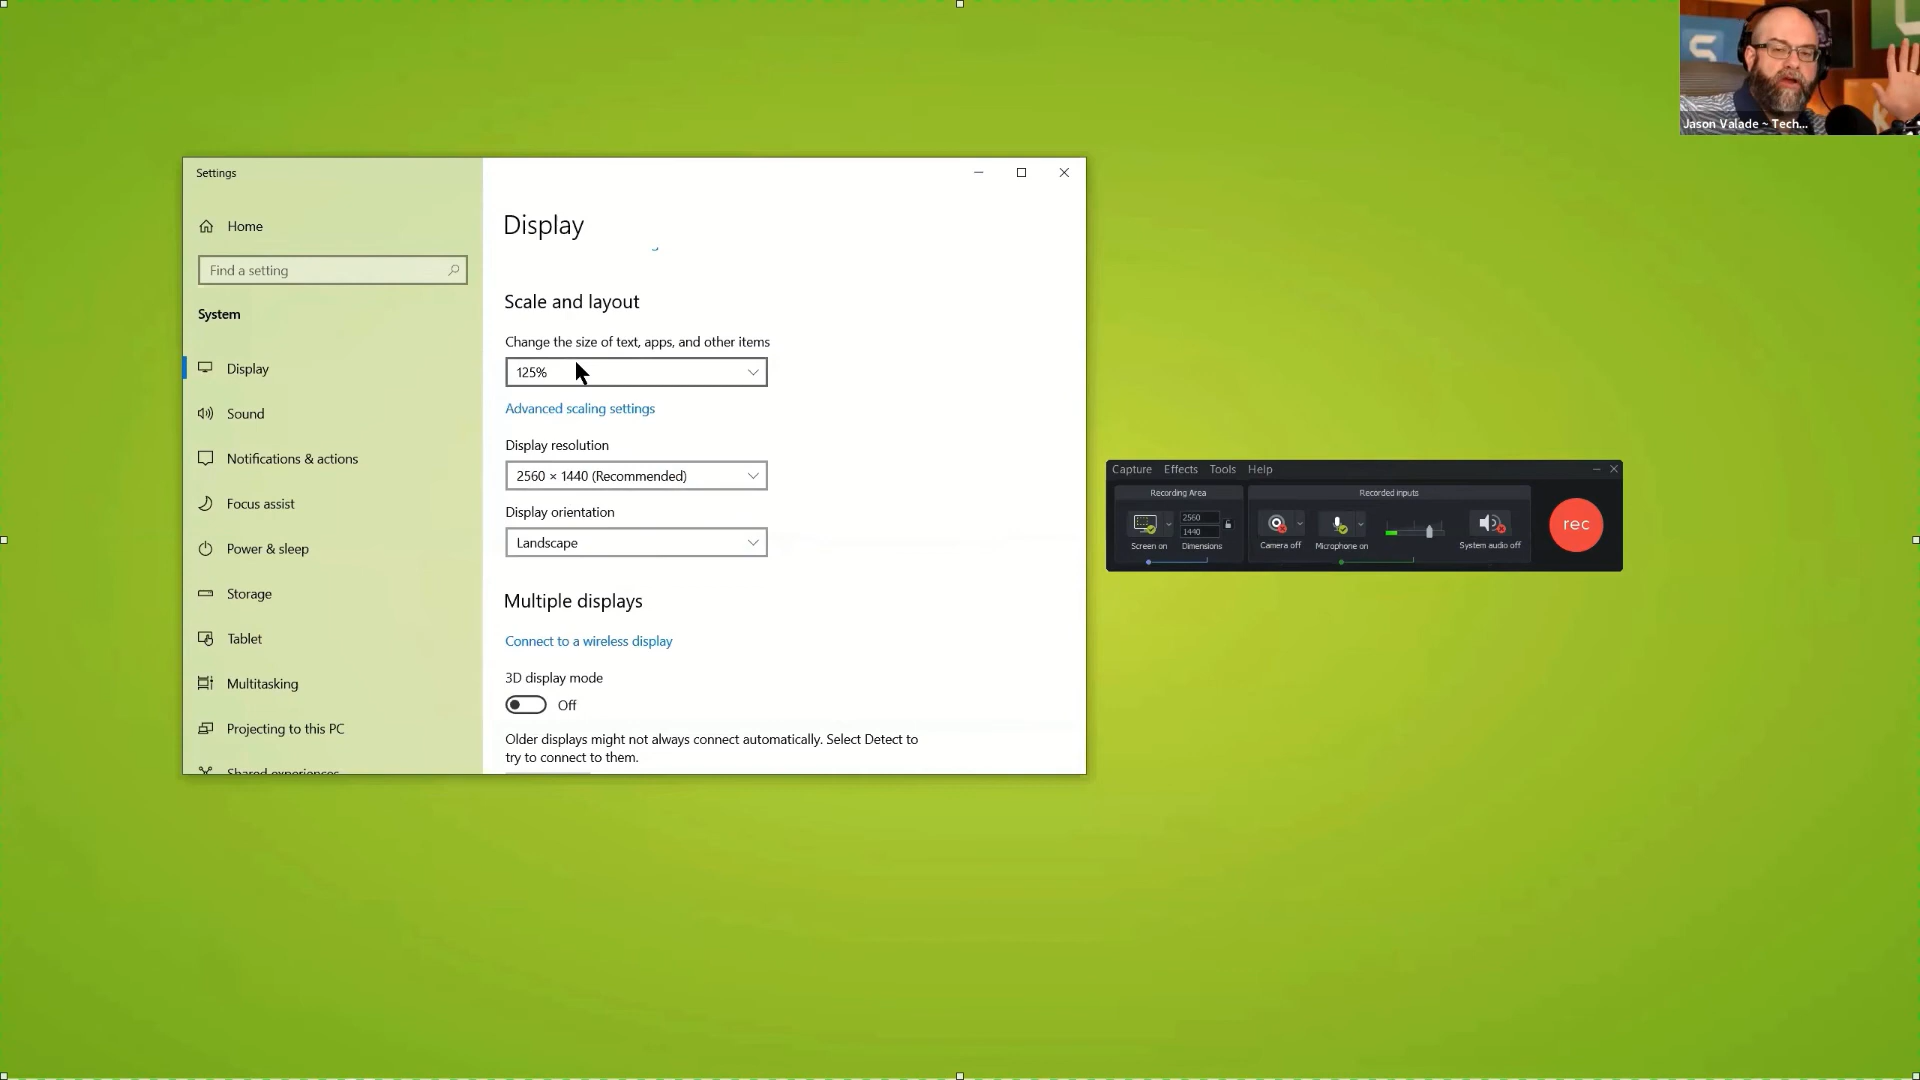 Jason Valade ~ Tech...
Settings
Home
Find a setting
System
Display
Sound
Notifications & actions
Focus assist
Power & sleep
Storage
Tablet
Multitasking
Projecting to this PC
Shared experiences
Display
Scale and layout
Change the size of text, apps, and other items
125%
Advanced scaling settings
Display resolution
2560 × 1440 (Recommended)
Display orientation
Landscape
Multiple displays
Connect to a wireless display
3D display mode
Off
Older displays might not always connect automatically. Select Detect to
try to connect to them.
Capture Effects Tools Help
Recording Area
Recorded inputs
2560
1440
Screen on
Dimensions
Camera off
Microphone on
System audio off
rec